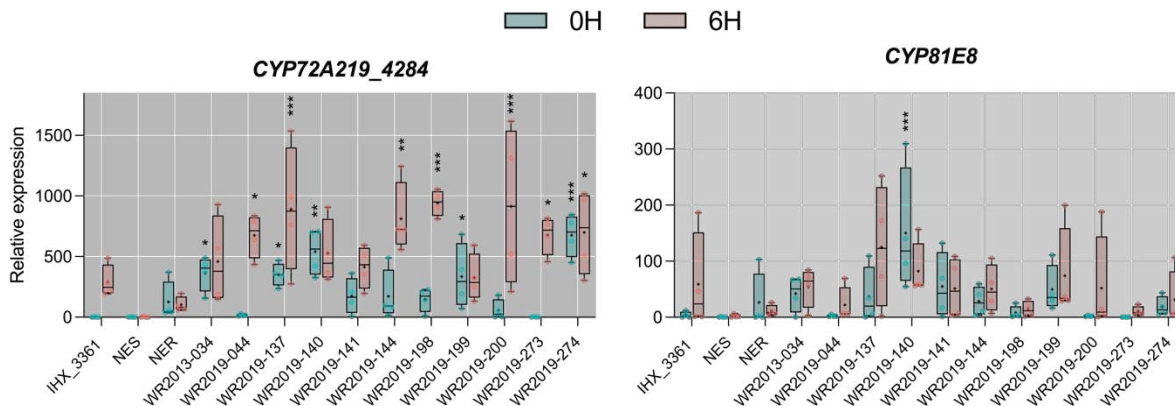 0H 6H
CYP72A219_4284
Relative expression
1500
1000
500
0
*
*
*
***
**
**
***
*
***
*
***
*
IHX_3361
NES
NER
WR2013-034
WR2019-044
WR2019-137
WR2019-140
WR2019-141
WR2019-144
WR2019-198
WR2019-199
WR2019-200
WR2019-273
WR2019-274
CYP81E8
400
300
200
100
0
***
IHX_3361
NES
NER
WR2013-034
WR2019-044
WR2019-137
WR2019-140
WR2019-141
WR2019-144
WR2019-198
WR2019-199
WR2019-200
WR2019-273
WR2019-274